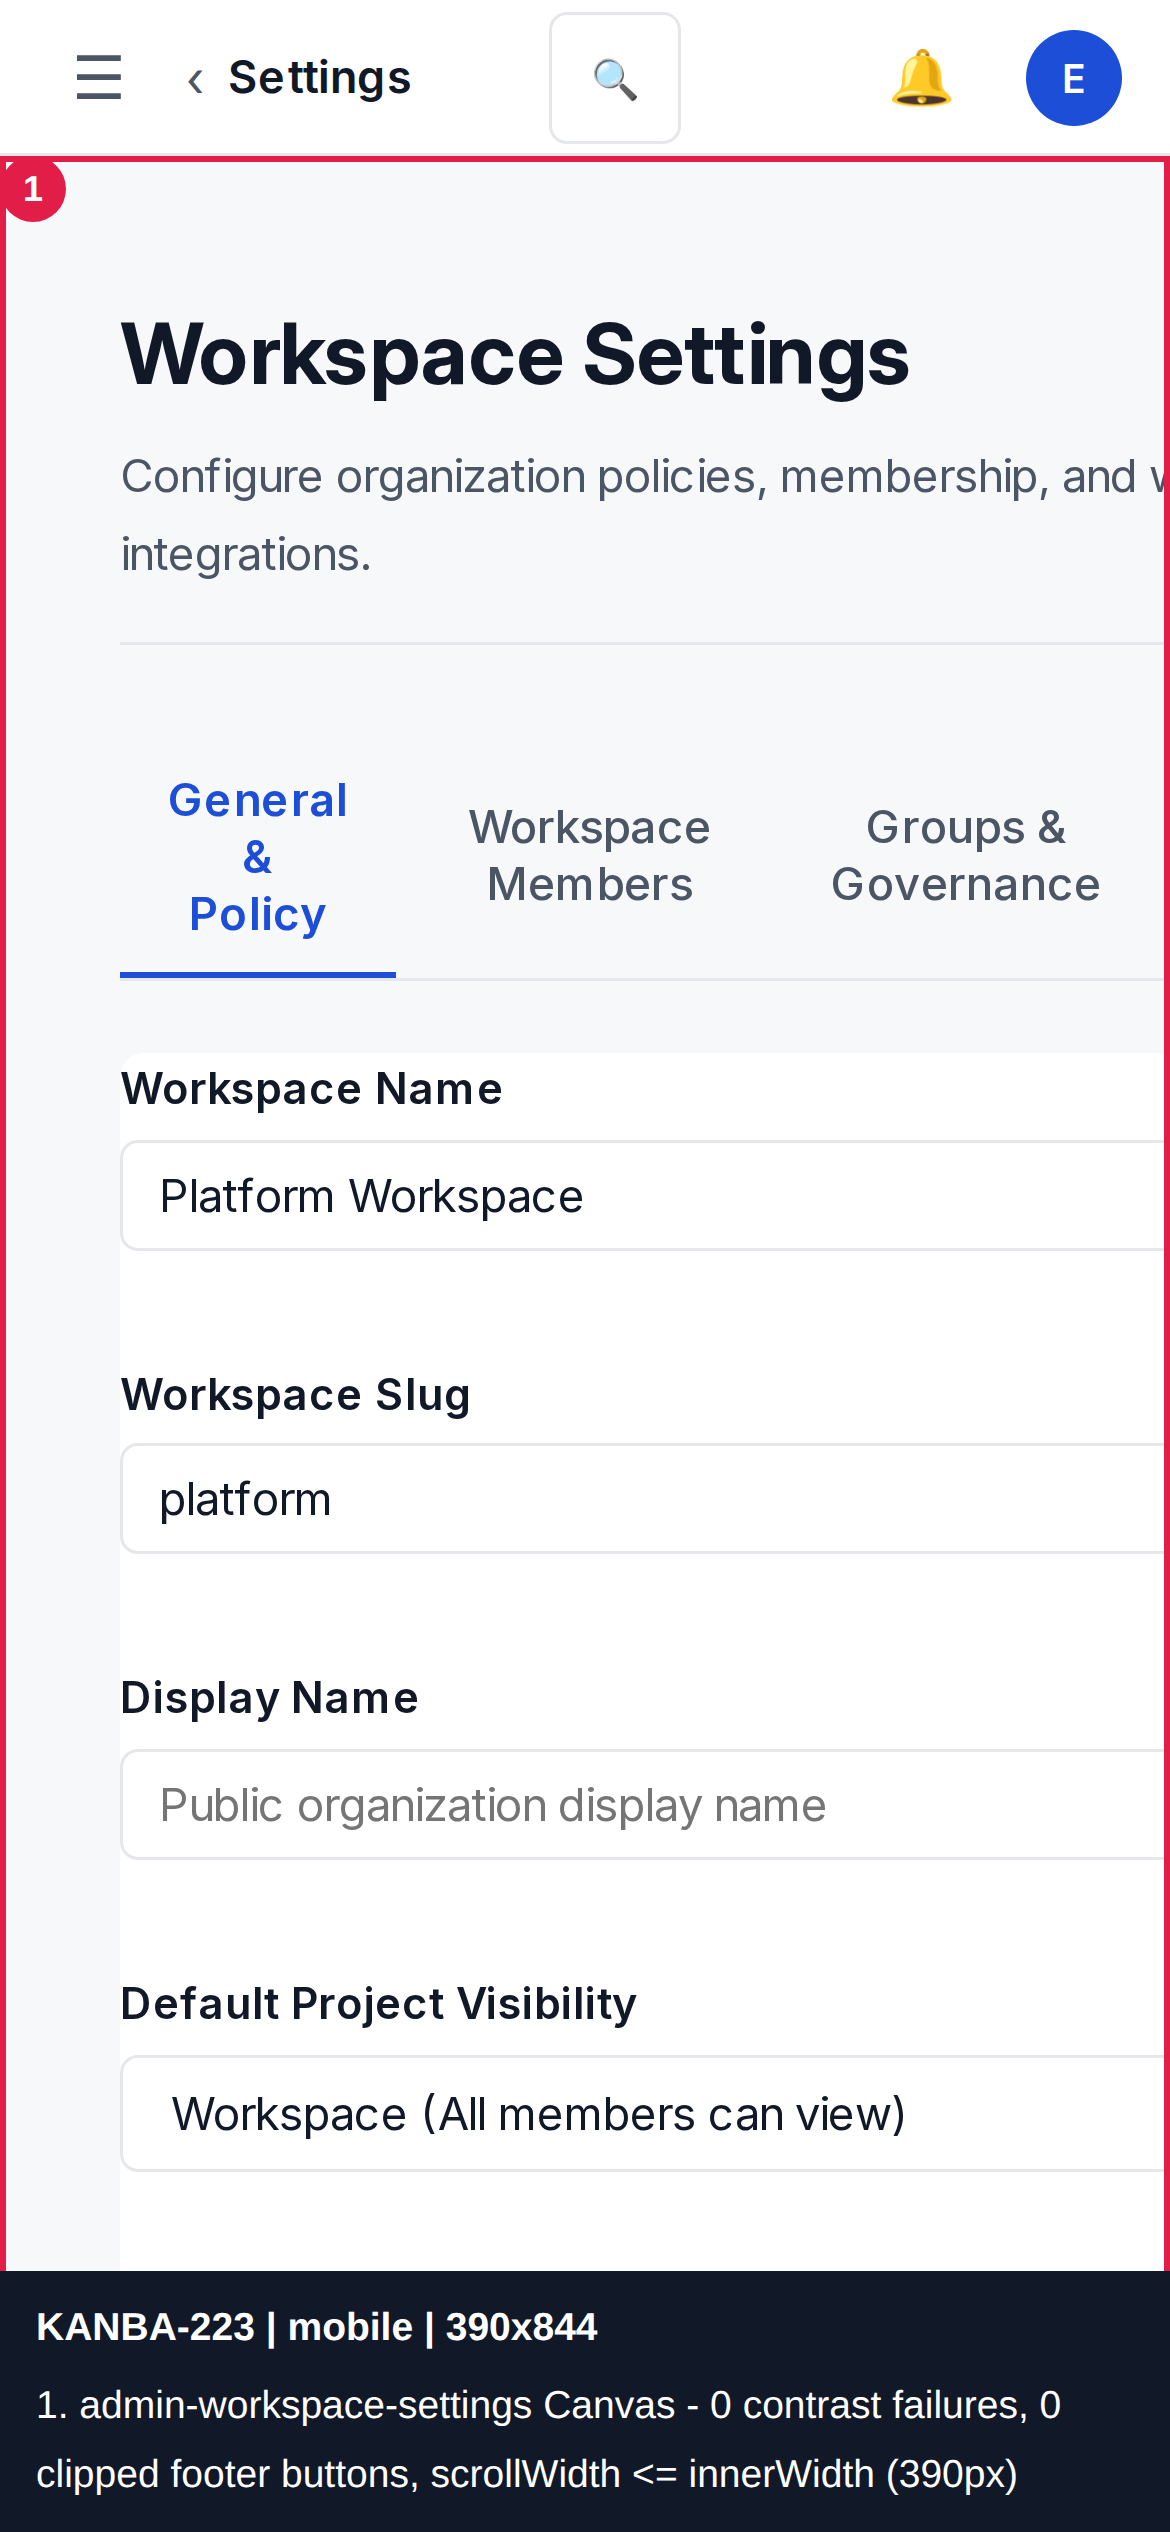 ☰ ‹ Settings 🔍 🔔 E
1
Workspace Settings
Configure organization policies, membership, and
integrations.
General
&
Policy
Workspace
Members
Groups &
Governance
Workspace Name
Platform Workspace
Workspace Slug
platform
Display Name
Public organization display name
Default Project Visibility
Workspace (All members can view)
KANBA-223 | mobile | 390x844
1. admin-workspace-settings Canvas - 0 contrast failures, 0
clipped footer buttons, scrollWidth <= innerWidth (390px)